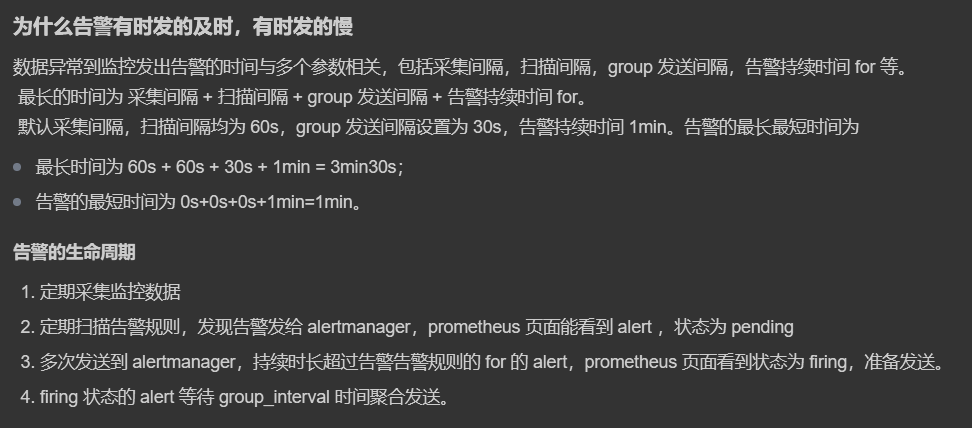 为什么告警有时发的及时，有时发的慢
数据异常到监控发出告警的时间与多个参数相关，包括采集间隔，扫描间隔，group 发送间隔，告警持续时间 for 等。
最长的时间为 采集间隔 + 扫描间隔 + group 发送间隔 + 告警持续时间 for。
默认采集间隔，扫描间隔均为 60s，group 发送间隔设置为 30s，告警持续时间 1min。告警的最长最短时间为
• 最长时间为 60s + 60s + 30s + 1min = 3min30s；
• 告警的最短时间为 0s+0s+0s+1min=1min。
告警的生命周期
1. 定期采集监控数据
2. 定期扫描告警规则，发现告警发给 alertmanager，prometheus 页面能看到 alert ，状态为 pending
3. 多次发送到 alertmanager，持续时长超过告警告警规则的 for 的 alert，prometheus 页面看到状态为 firing，准备发送。
4. firing 状态的 alert 等待 group_interval 时间聚合发送。